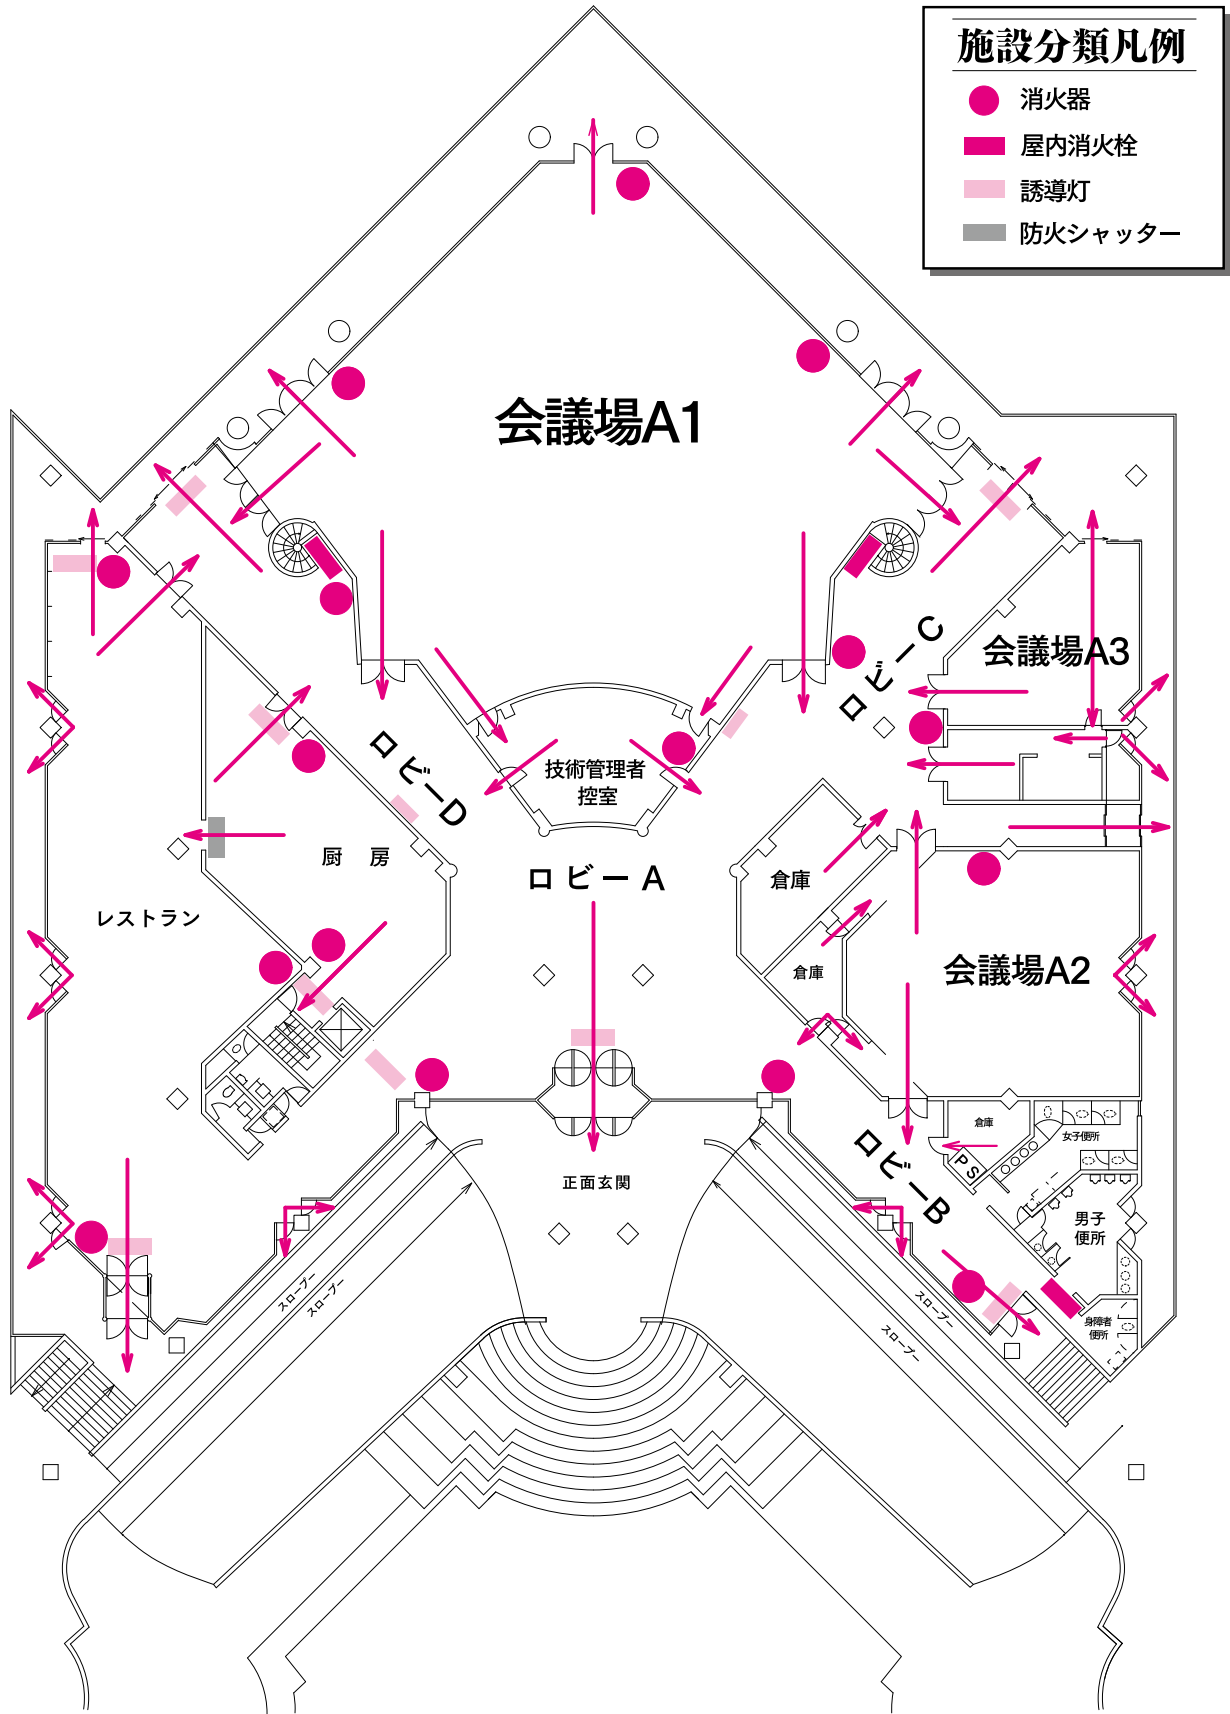 施設分類凡例
消火器
屋内消火栓
誘導灯
防火シャッター
会議場A1
ロビーC
会議場A3
ロビーD
技術管理者
控室
厨 房
ロビーA
倉庫
レストラン
倉庫
会議場A2
倉庫
女子便所
ロビーB
PS
正面玄関
男子
便所
スロープー
スロープー
スロープー
スロープー
身障者
便所